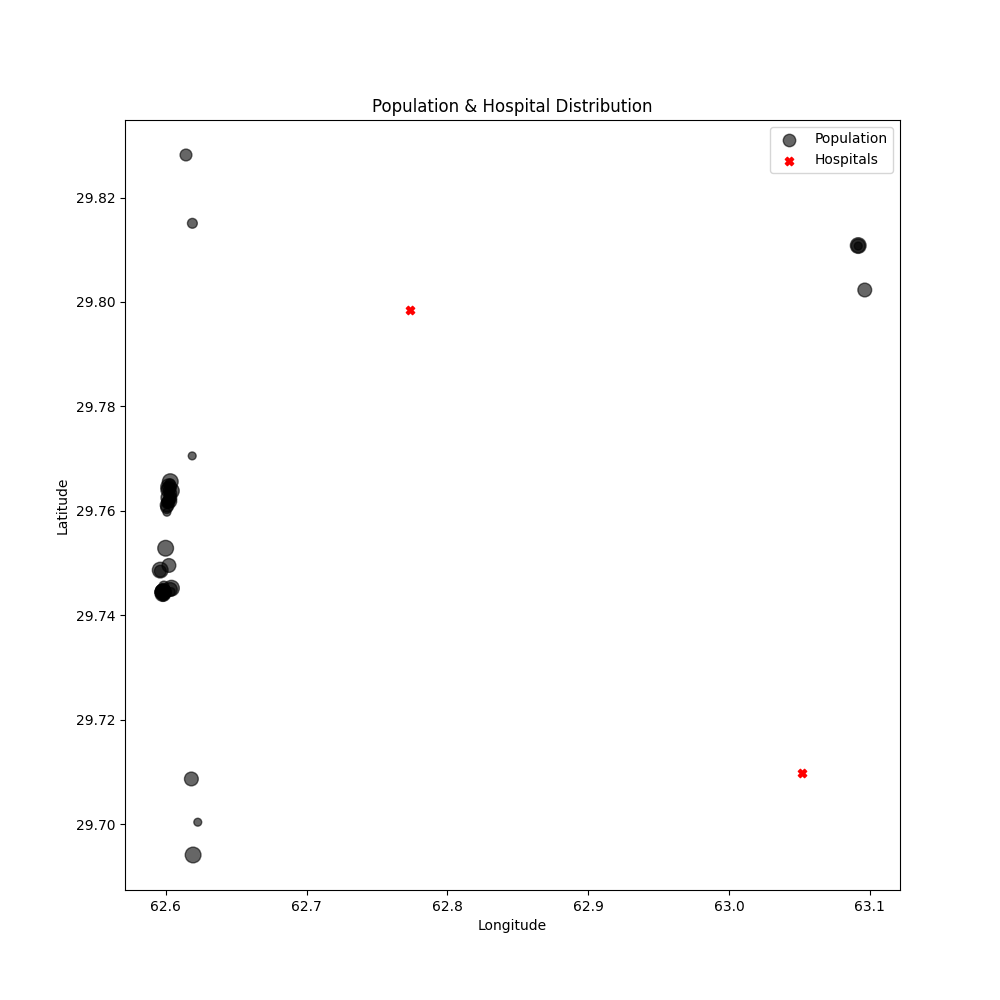 Population & Hospital Distribution
Population
Hospitals
29.82
29.80
29.78
29.76
29.74
29.72
29.70
Latitude
62.6 62.7 62.8 62.9 63.0 63.1
Longitude